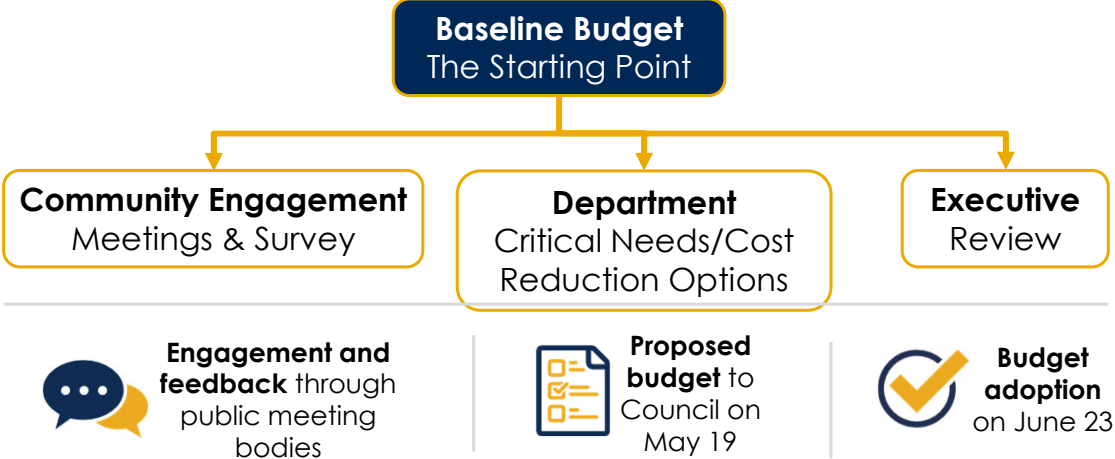 Baseline Budget
The Starting Point
Community Engagement
Meetings & Survey
Department
Critical Needs/Cost
Reduction Options
Executive
Review
Engagement and
feedback through
public meeting
bodies
Proposed
budget to
Council on
May 19
Budget
adoption
on June 23